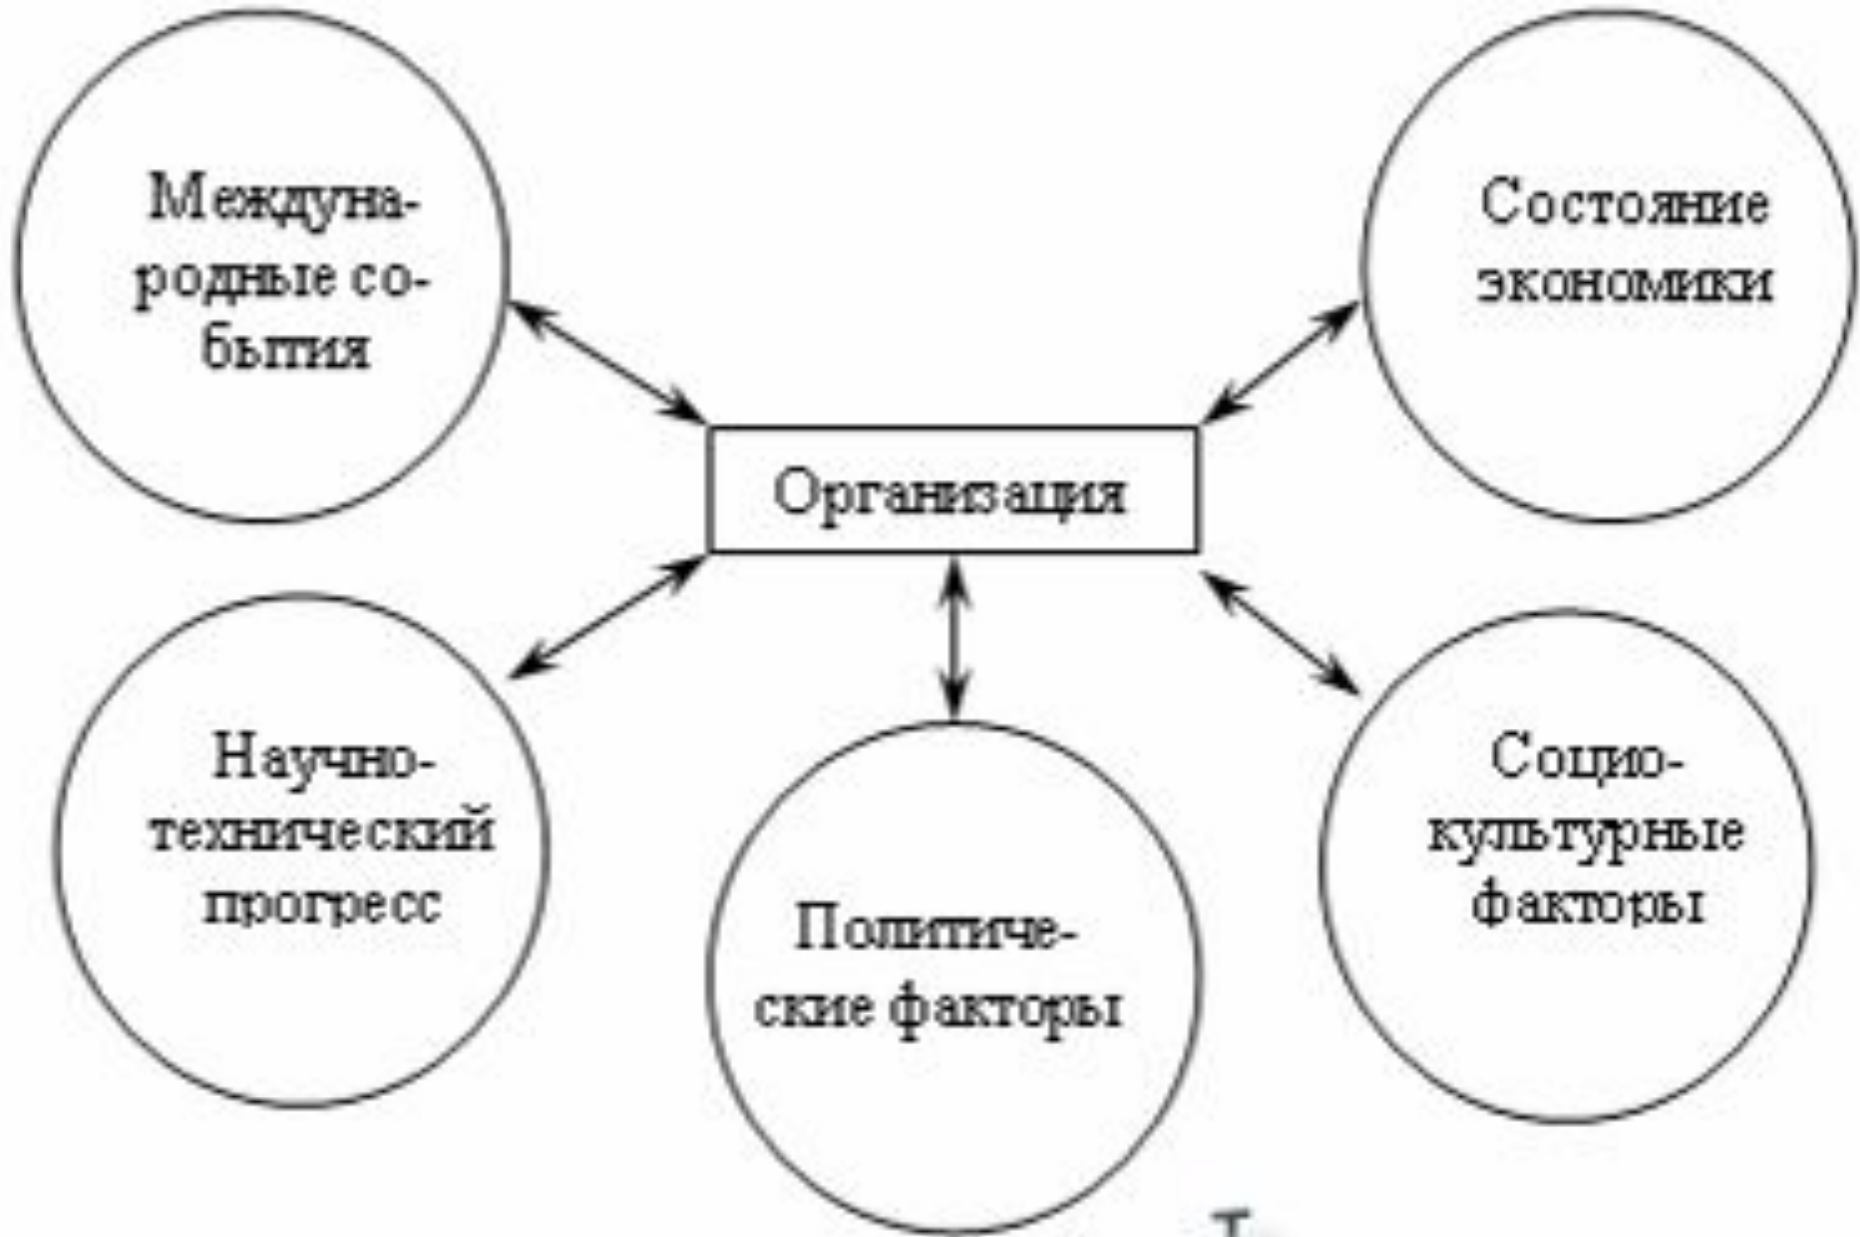 Междуна-
родные со-
бытия
Состояние
экономики
Организация
Научно-
технический
прогресс
Политиче-
ские факторы
Социо-
культурные
факторы